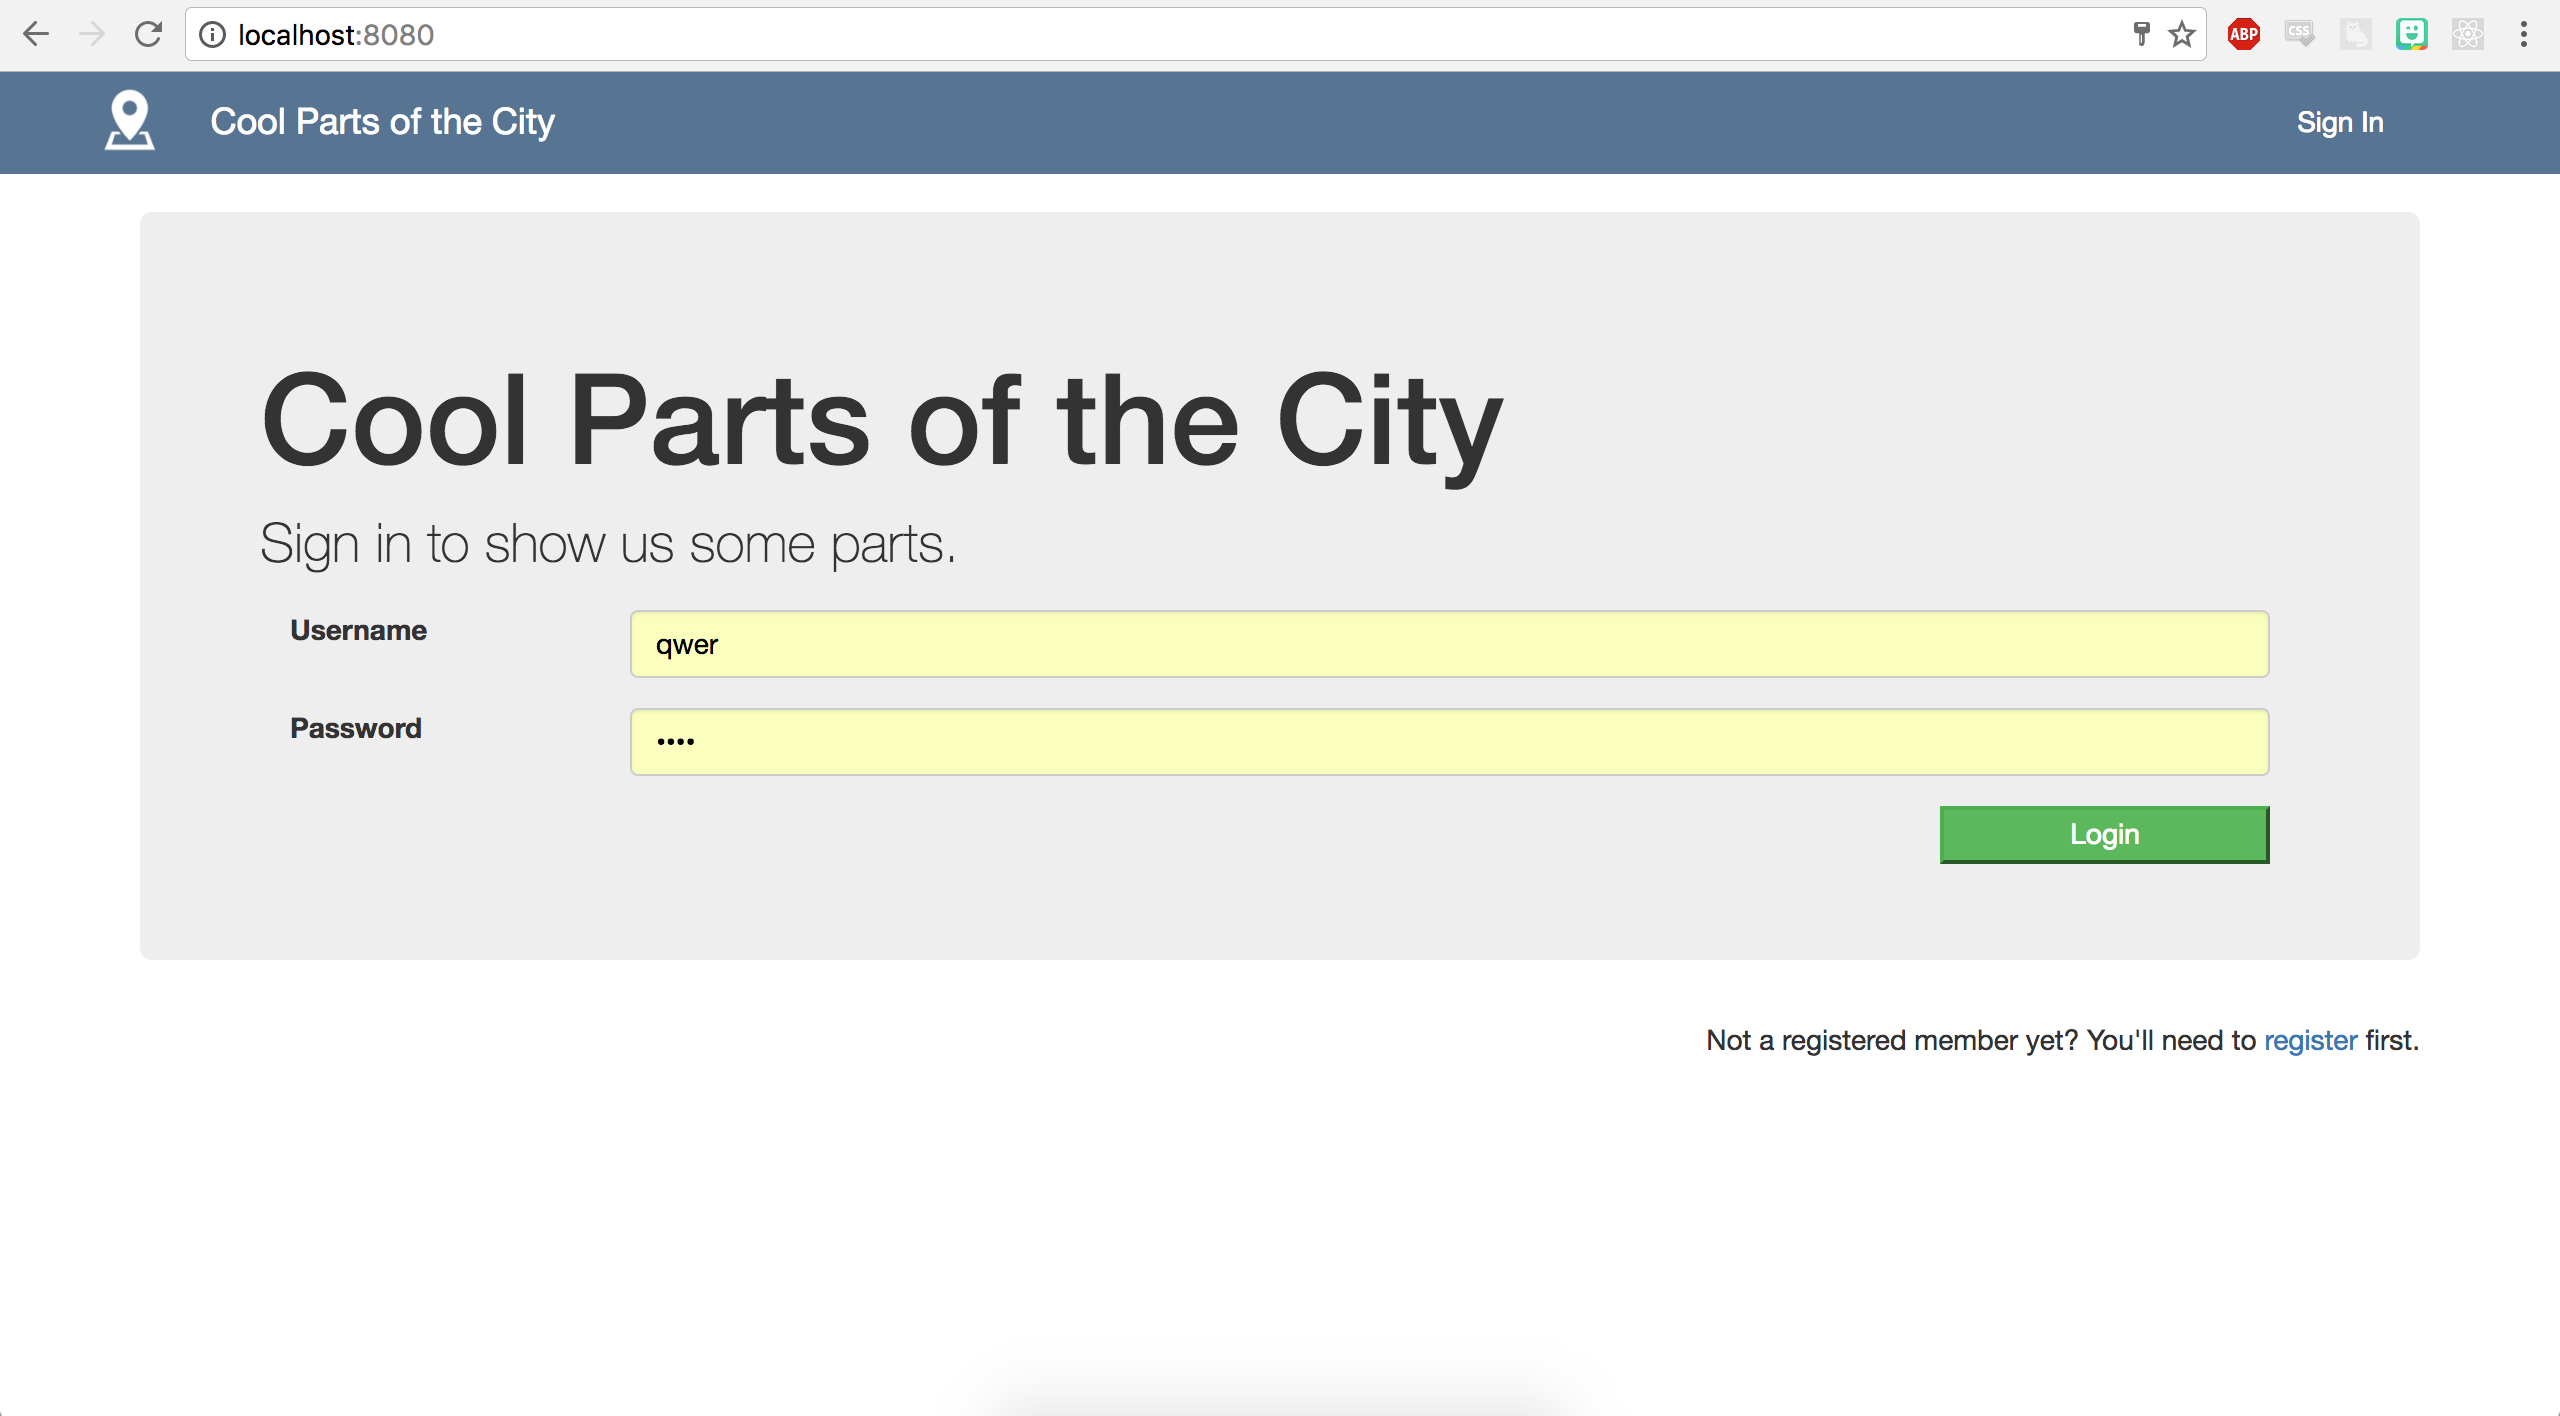 localhost:8080
ABP
CSS
Cool Parts of the City
Sign In
Cool Parts of the City
Sign in to show us some parts.
Username
qwer
Password
••••
Login
Not a registered member yet? You'll need to register first.